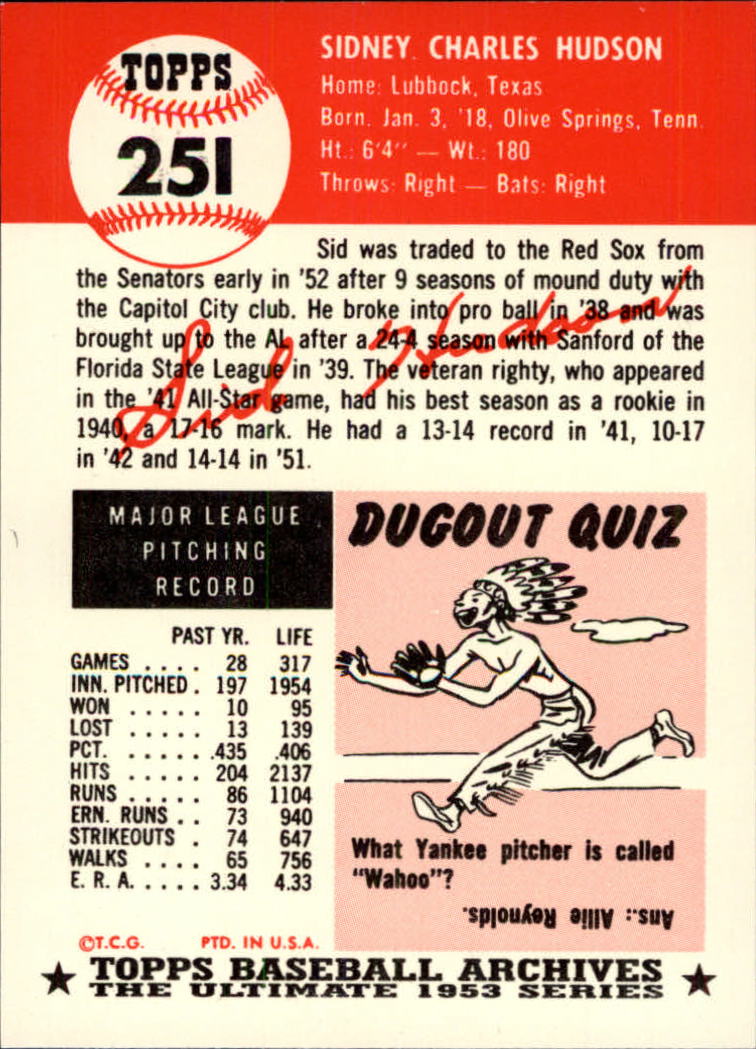 TOPPS
251
SIDNEY CHARLES HUDSON
Home: Lubbock, Texas
Born. Jan. 3, '18, Olive Springs, Tenn.
Ht.: 6'4" — Wt.: 180
Throws: Right — Bats: Right
Sid was traded to the Red Sox from
the Senators early in '52 after 9 seasons of mound duty with
the Capitol City club. He broke into pro ball in '38 and was
brought up to the AL after a 24-4 season with Sanford of the
Florida State League in '39. The veteran righty, who appeared
in the '41 All-Star game, had his best season as a rookie in
1940, a 17-16 mark. He had a 13-14 record in '41, 10-17
in '42 and 14-14 in '51.
Sid Hudson
MAJOR LEAGUE
PITCHING
RECORD
PAST YR. LIFE
GAMES .... 28 317
INN. PITCHED . 197 1954
WON ..... 10 95
LOST ..... 13 139
PCT. ...... .435 .406
HITS ..... 204 2137
RUNS ..... 86 1104
ERN. RUNS .. 73 940
STRIKEOUTS . 74 647
WALKS .... 65 756
E. R. A. ..... 3.34 4.33
DUGOUT QUIZ
What Yankee pitcher is called
"Wahoo"?
Ans.: Allie Reynolds.
©T.C.G. PTD. IN U.S.A.
★ TOPPS BASEBALL ARCHIVES ★
THE ULTIMATE 1953 SERIES